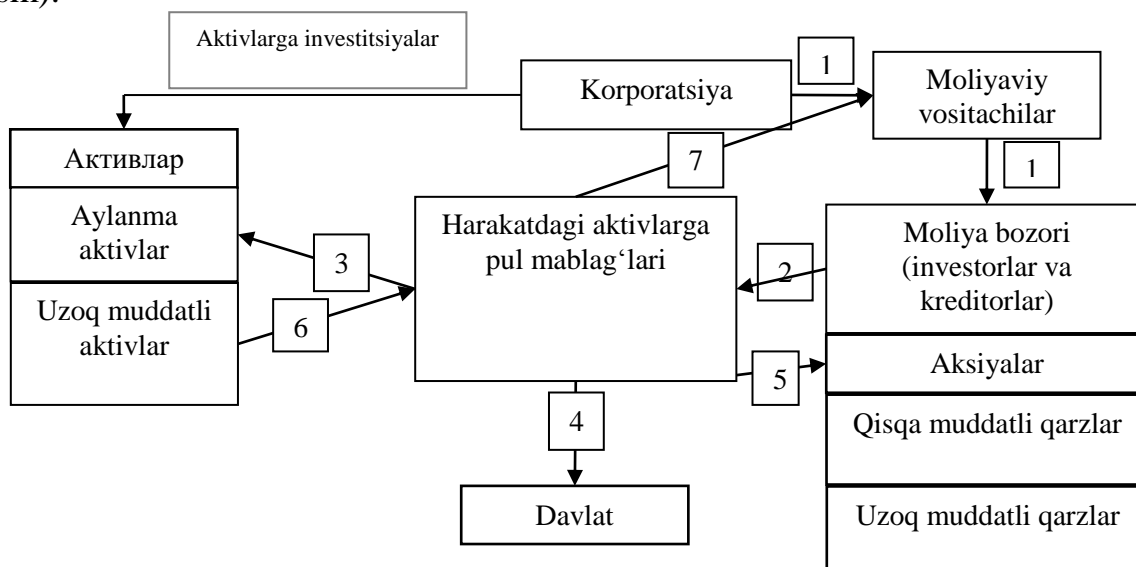 Aktivlarga investitsiyalar
1
Korporatsiya
Moliyaviy
vositachilar
7
1
Активлар
Aylanma
aktivlar
Harakatdagi aktivlarga
pul mablag‘lari
Moliya bozori
(investorlar va
kreditorlar)
3
2
Uzoq muddatli
aktivlar
6
5
Aksiyalar
4
Qisqa muddatli qarzlar
Davlat
Uzoq muddatli qarzlar